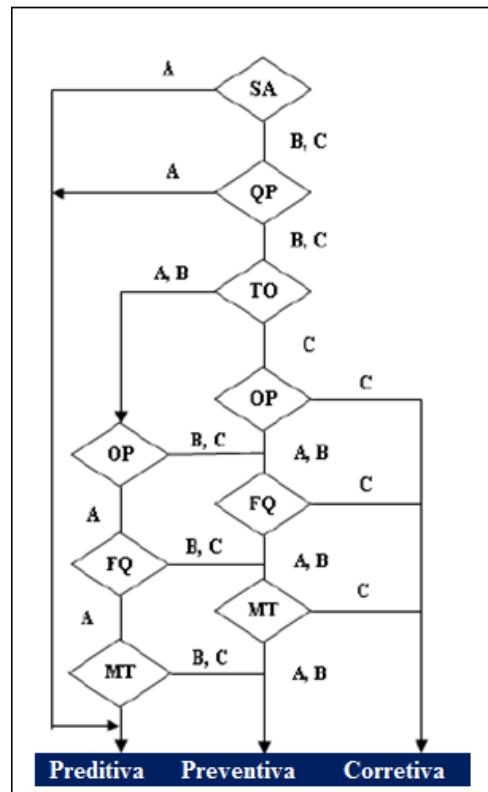 A
SA
B, C
A
QP
B, C
A, B
TO
C
OP
C
OP
B, C
A, B
FQ
C
A
FQ
B, C
A, B
MT
C
A
MT
B, C
A, B
Preditiva Preventiva Corretiva